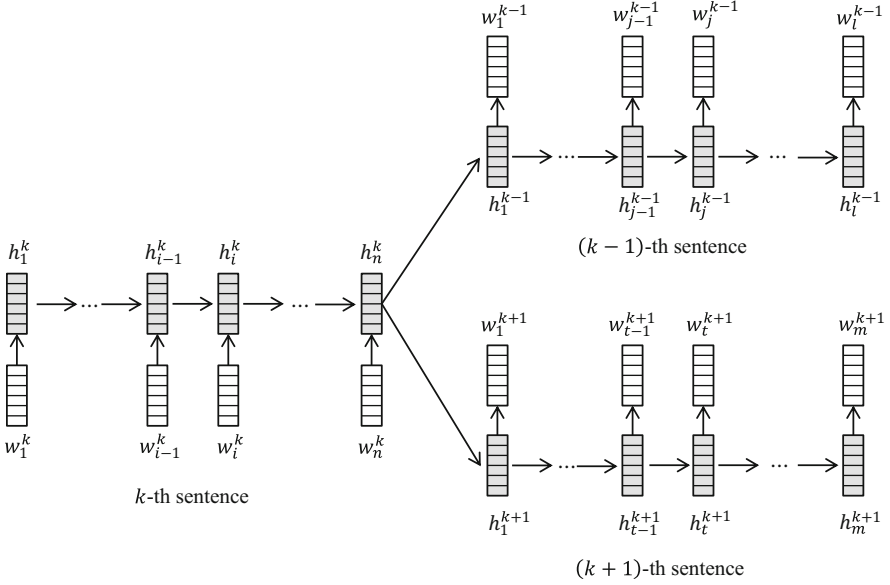 w_1^{k-1} w_{j-1}^{k-1} w_j^{k-1} w_l^{k-1}
... ...
h_1^{k-1} h_{j-1}^{k-1} h_j^{k-1} h_l^{k-1}
(k − 1)-th sentence
h_1^k h_{i-1}^k h_i^k h_n^k
... ...
w_1^k w_{i-1}^k w_i^k w_n^k
k-th sentence
w_1^{k+1} w_{t-1}^{k+1} w_t^{k+1} w_m^{k+1}
... ...
h_1^{k+1} h_{t-1}^{k+1} h_t^{k+1} h_m^{k+1}
(k + 1)-th sentence